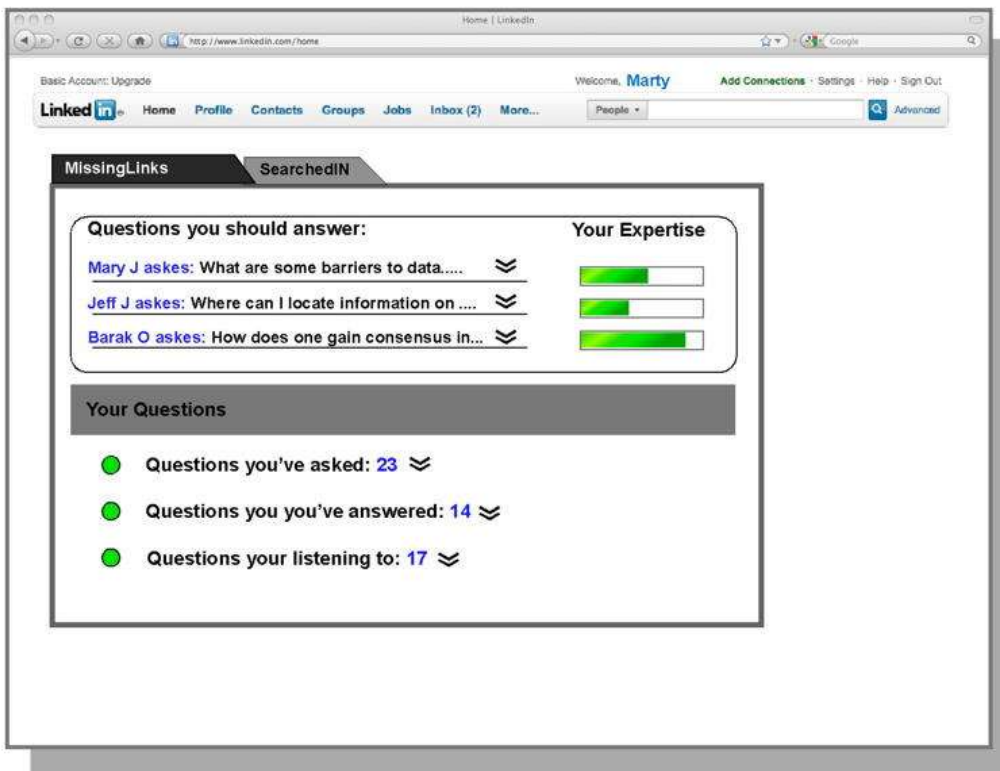 Home | LinkedIn
http://www.linkedin.com/home
Google
Basic Account: Upgrade
Welcome, Marty
Add Connections · Settings · Help · Sign Out
Linked in
Home Profile Contacts Groups Jobs Inbox (2) More...
People
Advanced
MissingLinks
SearchedIN
Questions you should answer:
Your Expertise
Mary J askes: What are some barriers to data.....
Jeff J askes: Where can I locate information on ....
Barak O askes: How does one gain consensus in...
Your Questions
Questions you've asked: 23
Questions you you've answered: 14
Questions your listening to: 17